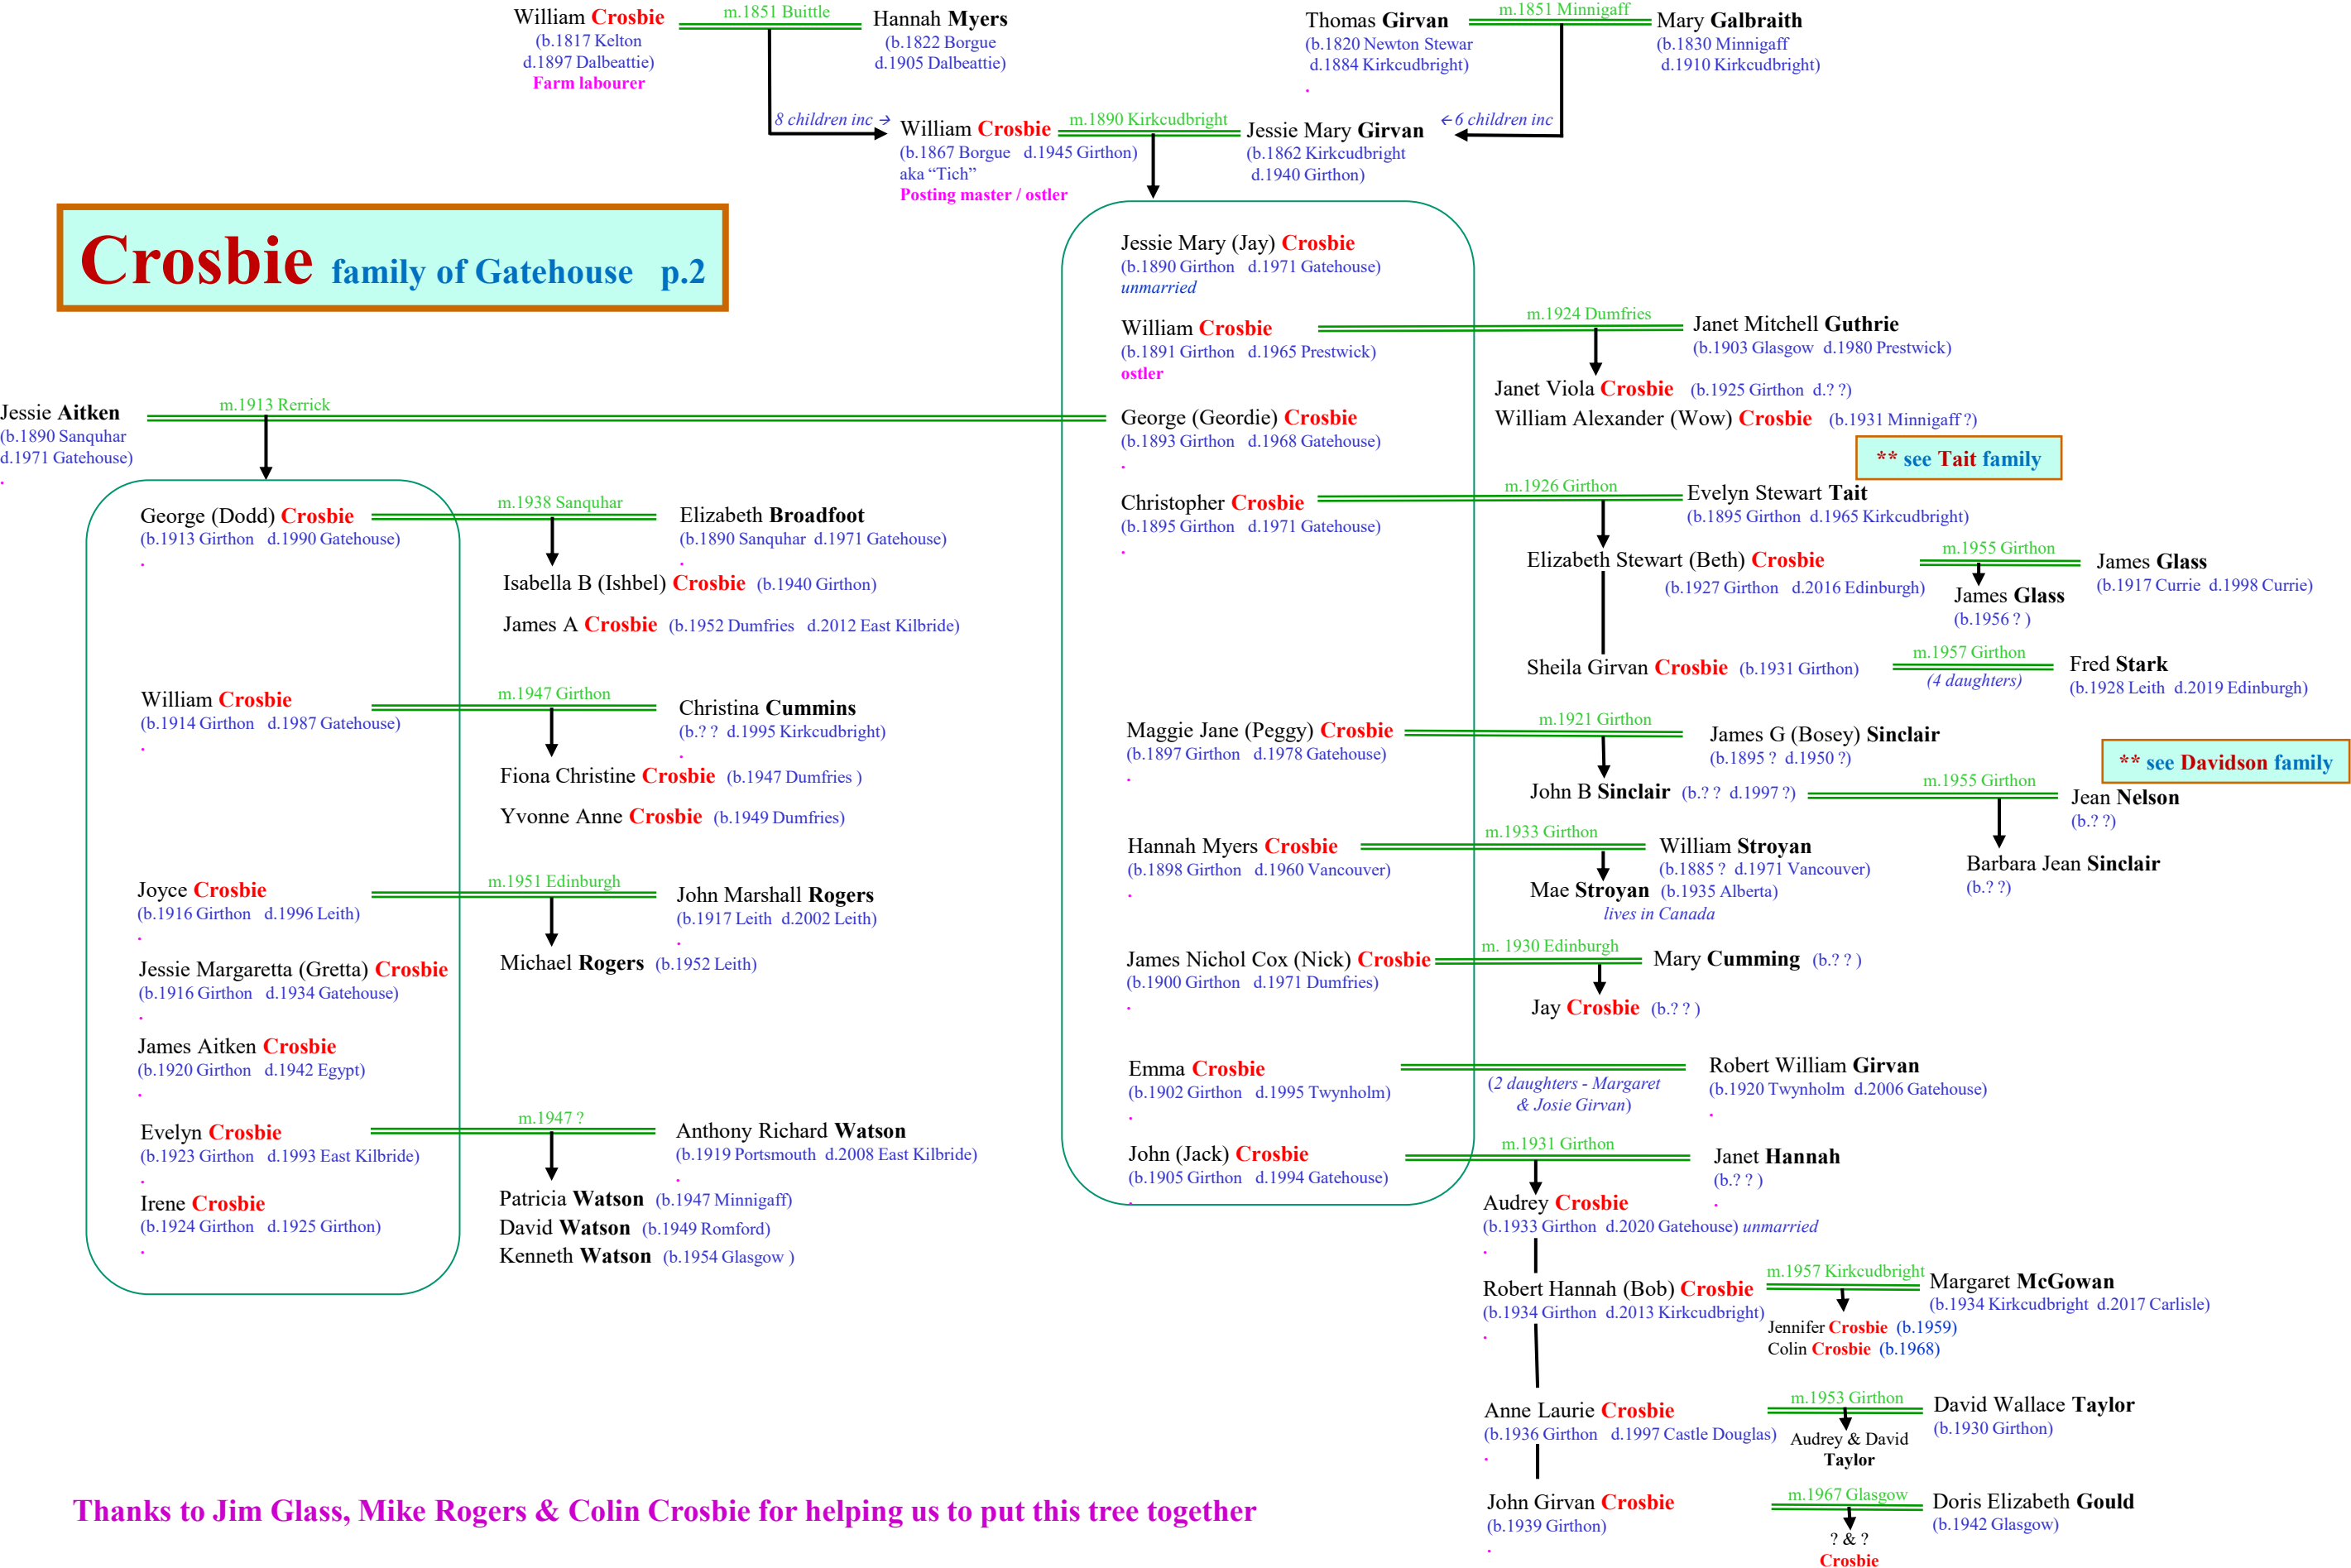 William Crosbie
(b.1817 Kelton
d.1897 Dalbeattie)
Farm labourer
m.1851 Buittle
Hannah Myers
(b.1822 Borgue
d.1905 Dalbeattie)
Thomas Girvan
(b.1820 Newton Stewar
d.1884 Kirkcudbright)
.
m.1851 Minnigaff
Mary Galbraith
(b.1830 Minnigaff
d.1910 Kirkcudbright)
8 children inc →
William Crosbie
(b.1867 Borgue d.1945 Girthon)
aka “Tich”
Posting master / ostler
m.1890 Kirkcudbright
Jessie Mary Girvan
(b.1862 Kirkcudbright
d.1940 Girthon)
← 6 children inc
Crosbie family of Gatehouse p.2
Jessie Mary (Jay) Crosbie
(b.1890 Girthon d.1971 Gatehouse)
unmarried
William Crosbie
(b.1891 Girthon d.1965 Prestwick)
ostler
m.1924 Dumfries
Janet Mitchell Guthrie
(b.1903 Glasgow d.1980 Prestwick)
Janet Viola Crosbie (b.1925 Girthon d.? ?)
William Alexander (Wow) Crosbie (b.1931 Minnigaff ?)
Jessie Aitken
(b.1890 Sanquhar
d.1971 Gatehouse)
.
m.1913 Rerrick
George (Geordie) Crosbie
(b.1893 Girthon d.1968 Gatehouse)
.
** see Tait family
Christopher Crosbie
(b.1895 Girthon d.1971 Gatehouse)
.
m.1926 Girthon
Evelyn Stewart Tait
(b.1895 Girthon d.1965 Kirkcudbright)
Elizabeth Stewart (Beth) Crosbie
(b.1927 Girthon d.2016 Edinburgh)
m.1955 Girthon
James Glass
(b.1917 Currie d.1998 Currie)
James Glass
(b.1956 ? )
Sheila Girvan Crosbie (b.1931 Girthon)
m.1957 Girthon
(4 daughters)
Fred Stark
(b.1928 Leith d.2019 Edinburgh)
George (Dodd) Crosbie
(b.1913 Girthon d.1990 Gatehouse)
.
m.1938 Sanquhar
Elizabeth Broadfoot
(b.1890 Sanquhar d.1971 Gatehouse)
.
Isabella B (Ishbel) Crosbie (b.1940 Girthon)
James A Crosbie (b.1952 Dumfries d.2012 East Kilbride)
William Crosbie
(b.1914 Girthon d.1987 Gatehouse)
.
m.1947 Girthon
Christina Cummins
(b.? ? d.1995 Kirkcudbright)
.
Fiona Christine Crosbie (b.1947 Dumfries )
Yvonne Anne Crosbie (b.1949 Dumfries)
Maggie Jane (Peggy) Crosbie
(b.1897 Girthon d.1978 Gatehouse)
.
m.1921 Girthon
James G (Bosey) Sinclair
(b.1895 ? d.1950 ?)
** see Davidson family
John B Sinclair (b.? ? d.1997 ?)
m.1955 Girthon
Jean Nelson
(b.? ?)
Barbara Jean Sinclair
(b.? ?)
Hannah Myers Crosbie
(b.1898 Girthon d.1960 Vancouver)
.
m.1933 Girthon
William Stroyan
(b.1885 ? d.1971 Vancouver)
Mae Stroyan (b.1935 Alberta)
lives in Canada
Joyce Crosbie
(b.1916 Girthon d.1996 Leith)
.
m.1951 Edinburgh
John Marshall Rogers
(b.1917 Leith d.2002 Leith)
.
Michael Rogers (b.1952 Leith)
Jessie Margaretta (Gretta) Crosbie
(b.1916 Girthon d.1934 Gatehouse)
.
James Nichol Cox (Nick) Crosbie
(b.1900 Girthon d.1971 Dumfries)
.
m. 1930 Edinburgh
Mary Cumming (b.? ? )
Jay Crosbie (b.? ? )
James Aitken Crosbie
(b.1920 Girthon d.1942 Egypt)
.
Emma Crosbie
(b.1902 Girthon d.1995 Twynholm)
.
(2 daughters - Margaret
& Josie Girvan)
Robert William Girvan
(b.1920 Twynholm d.2006 Gatehouse)
.
Evelyn Crosbie
(b.1923 Girthon d.1993 East Kilbride)
.
m.1947 ?
Anthony Richard Watson
(b.1919 Portsmouth d.2008 East Kilbride)
.
Patricia Watson (b.1947 Minnigaff)
David Watson (b.1949 Romford)
Kenneth Watson (b.1954 Glasgow )
Irene Crosbie
(b.1924 Girthon d.1925 Girthon)
.
John (Jack) Crosbie
(b.1905 Girthon d.1994 Gatehouse)
.
m.1931 Girthon
Janet Hannah
(b.? ? )
.
Audrey Crosbie
(b.1933 Girthon d.2020 Gatehouse) unmarried
.
Robert Hannah (Bob) Crosbie
(b.1934 Girthon d.2013 Kirkcudbright)
.
m.1957 Kirkcudbright
Margaret McGowan
(b.1934 Kirkcudbright d.2017 Carlisle)
Jennifer Crosbie (b.1959)
Colin Crosbie (b.1968)
Anne Laurie Crosbie
(b.1936 Girthon d.1997 Castle Douglas)
.
m.1953 Girthon
David Wallace Taylor
(b.1930 Girthon)
Audrey & David
Taylor
John Girvan Crosbie
(b.1939 Girthon)
.
m.1967 Glasgow
Doris Elizabeth Gould
(b.1942 Glasgow)
? & ?
Crosbie
Thanks to Jim Glass, Mike Rogers & Colin Crosbie for helping us to put this tree together